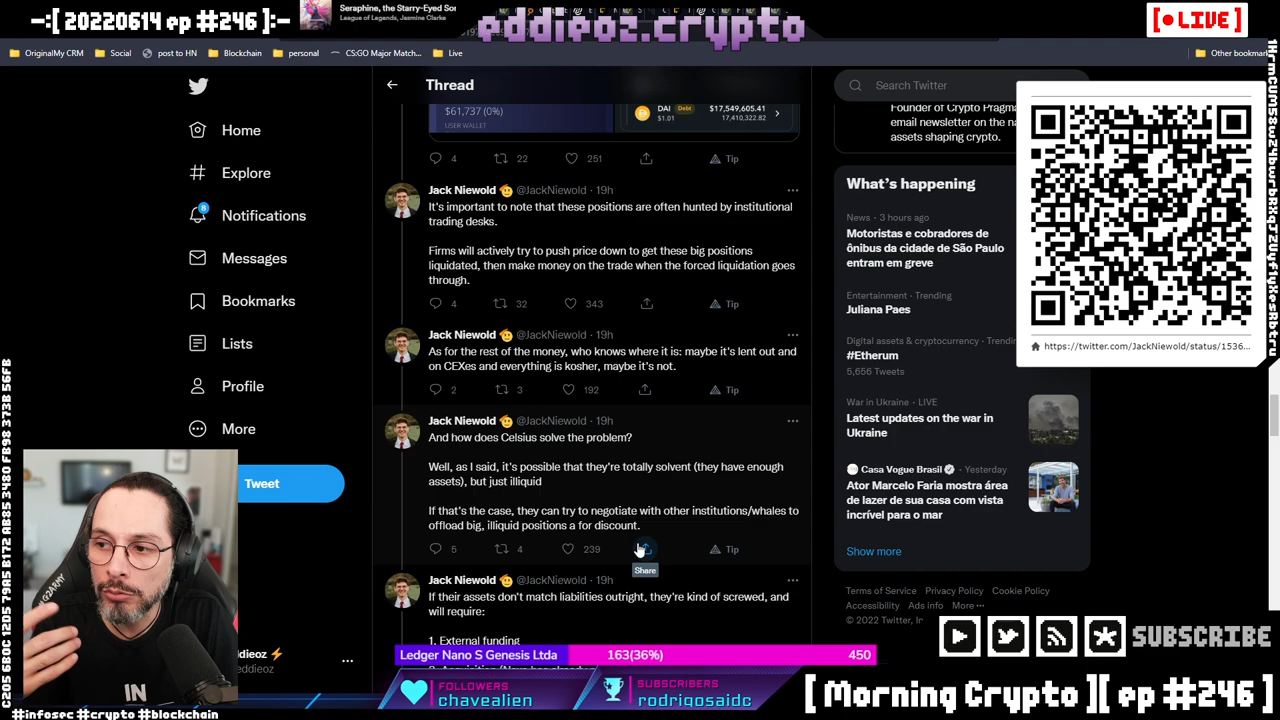 -:[ 20220614 ep #246]:-
Seraphine, the Starry-Eyed So
League of Legends, Jasmine Clarke
eddieoz.crypto
[●LIVE]
OriginalMy CRM
Social
post to HN
Blockchain
personal
CS:GO Major Match...
Live
Other bookmar
Thread
Search Twitter
Home
Explore
8
Notifications
Messages
Bookmarks
Lists
Profile
More
Tweet
$61,737 (0%)
USER WALLET
DAI Debt
$1.01
$17,549,605.41
17,410,322.82
4 22 251 Tip
Jack Niewold @JackNiewold · 19h
It's important to note that these positions are often hunted by institutional
trading desks.
Firms will actively try to push price down to get these big positions
liquidated, then make money on the trade when the forced liquidation goes
through.
4 32 343 Tip
Jack Niewold @JackNiewold · 19h
As for the rest of the money, who knows where it is: maybe it's lent out and
on CEXes and everything is kosher, maybe it's not.
2 3 192 Tip
Jack Niewold @JackNiewold · 19h
And how does Celsius solve the problem?
Well, as I said, it's possible that they're totally solvent (they have enough
assets), but just illiquid
If that's the case, they can try to negotiate with other institutions/whales to
offload big, illiquid positions a for discount.
5 4 239 Tip
Share
Jack Niewold @JackNiewold · 19h
If their assets don't match liabilities outright, they're kind of screwed, and
will require:
1. External funding
Founder of Crypto Pragm
email newsletter on the na
assets shaping crypto.
What's happening
News · 3 hours ago
Motoristas e cobradores de
ônibus da cidade de São Paulo
entram em greve
Entertainment · Trending
Juliana Paes
Digital assets & cryptocurrency · Trendin
#Etherum
5,656 Tweets
War in Ukraine · LIVE
Latest updates on the war in
Ukraine
Casa Vogue Brasil · Yesterday
Ator Marcelo Faria mostra área
de lazer de sua casa com vista
incrível para o mar
Show more
Terms of Service Privacy Policy Cookie Policy
Accessibility Ads info More ···
© 2022 Twitter, In
https://twitter.com/JackNiewold/status/1536...
ddieoz⚡
ddieoz
IN
Ledger Nano S Genesis Ltda
163(36%)
450
FOLLOWERS
chavealien
SUBSCRIBERS
rodrigosaidc
SUBSCRIBE
[ Morning Crypto ][ ep #246 ]
#infosec #crypto #blockchain